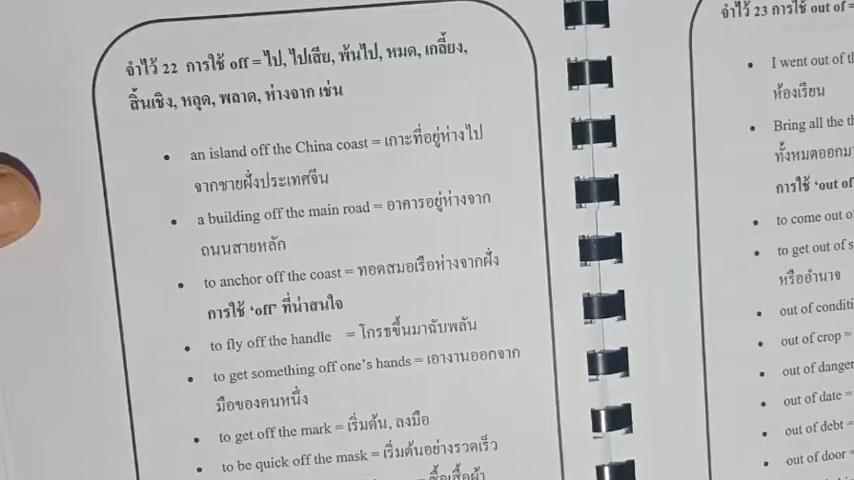 จำไว้ 22 การใช้ off = ไป, ไปเสีย, พ้นไป, หมด, เกลี้ยง,
สิ้นเชิง, หลุด, พลาด, ห่างจาก เช่น
• an island off the China coast = เกาะที่อยู่ห่างไป
จากชายฝั่งประเทศจีน
• a building off the main road = อาคารอยู่ห่างจาก
ถนนสายหลัก
• to anchor off the coast = ทอดสมอเรือห่างจากฝั่ง
การใช้ ‘off’ ที่น่าสนใจ
• to fly off the handle = โกรธขึ้นมาฉับพลัน
• to get something off one’s hands = เอางานออกจาก
มือของคนหนึ่ง
• to get off the mark = เริ่มต้น, ลงมือ
• to be quick off the mask = เริ่มต้นอย่างรวดเร็ว
จำไว้ 23 การใช้ out of =
• I went out of
ห้องเรียน
• Bring all the
ทั้งหมดออกมา
การใช้ ‘out of
• to come out
• to get out of
หรืออำนาจ
• out of
• out of crop =
• out of danger
• out of date =
• out of debt =
• out of door =